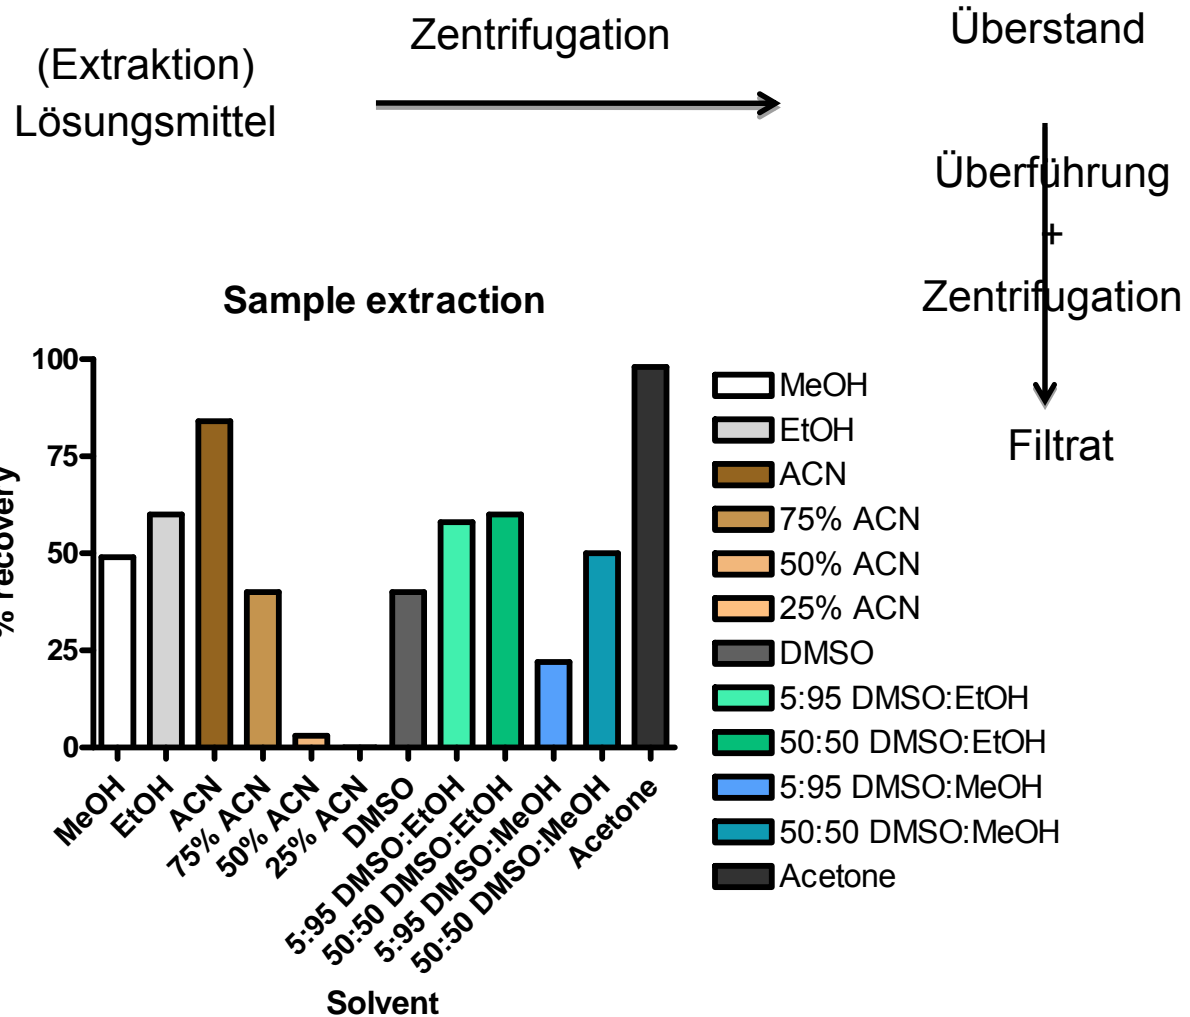 (Extraktion)
Lösungsmittel
Zentrifugation
Überstand
Überführung
+
Zentrifugation
Filtrat
Sample extraction
% recovery
100
75
50
25
0
MeOH
EtOH
ACN
75% ACN
50% ACN
25% ACN
DMSO
5:95 DMSO:EtOH
50:50 DMSO:EtOH
5:95 DMSO:MeOH
50:50 DMSO:MeOH
Acetone
Solvent
MeOH
EtOH
ACN
75% ACN
50% ACN
25% ACN
DMSO
5:95 DMSO:EtOH
50:50 DMSO:EtOH
5:95 DMSO:MeOH
50:50 DMSO:MeOH
Acetone